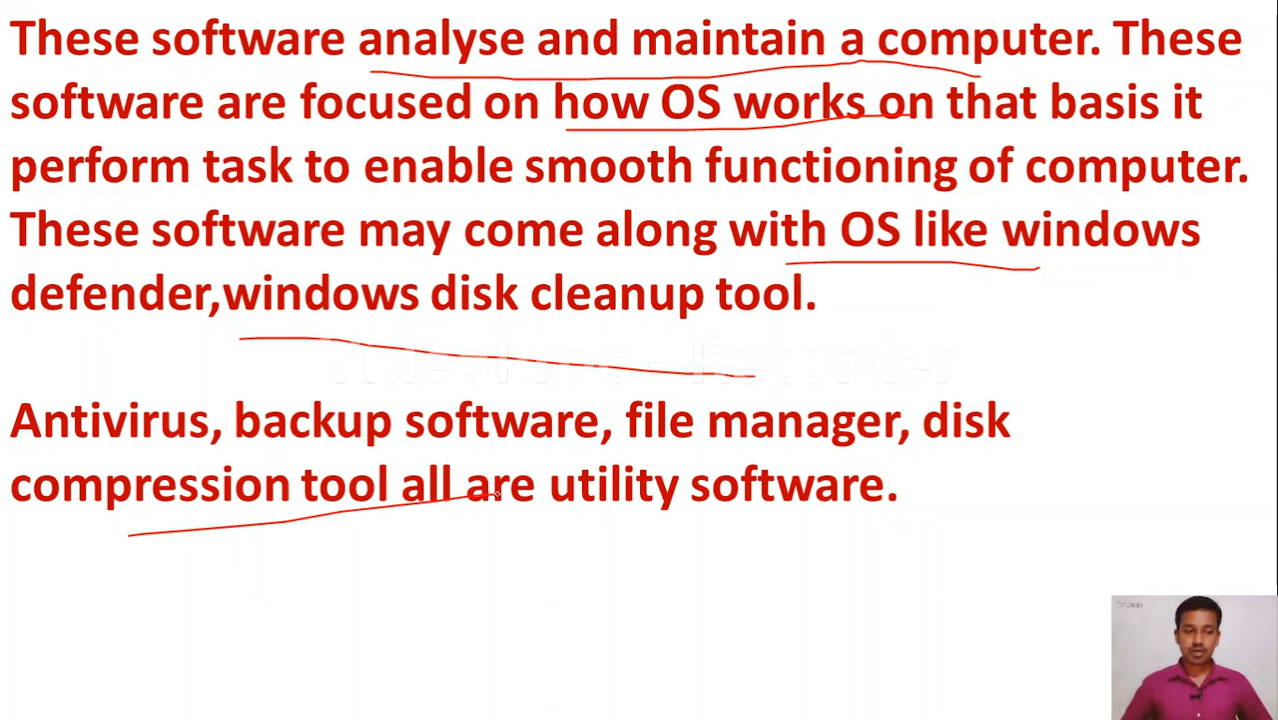 These software analyse and maintain a computer. These
software are focused on how OS works on that basis it
perform task to enable smooth functioning of computer.
These software may come along with OS like windows
defender,windows disk cleanup tool.
Antivirus, backup software, file manager, disk
compression tool all are utility software.